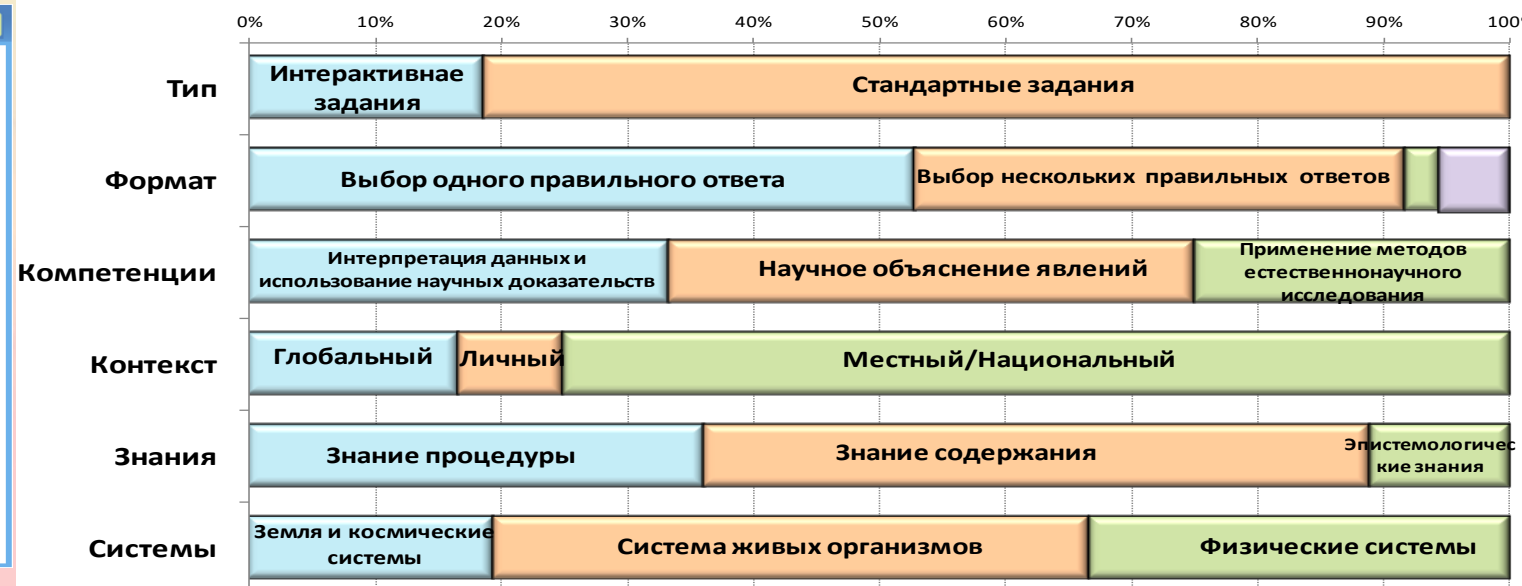 0% 10% 20% 30% 40% 50% 60% 70% 80% 90% 100%
Тип
Интерактивнае
задания
Стандартные задания
Формат
Выбор одного правильного ответа
Выбор нескольких правильных ответов
Компетенции
Интерпретация данных и
использование научных доказательств
Научное объяснение явлений
Применение методов
естественнонаучного
исследования
Контекст
Глобальный
Личный
Местный/Национальный
Знания
Знание процедуры
Знание содержания
Эпистемологичес
кие знания
Системы
Земля и космические
системы
Система живых организмов
Физические системы